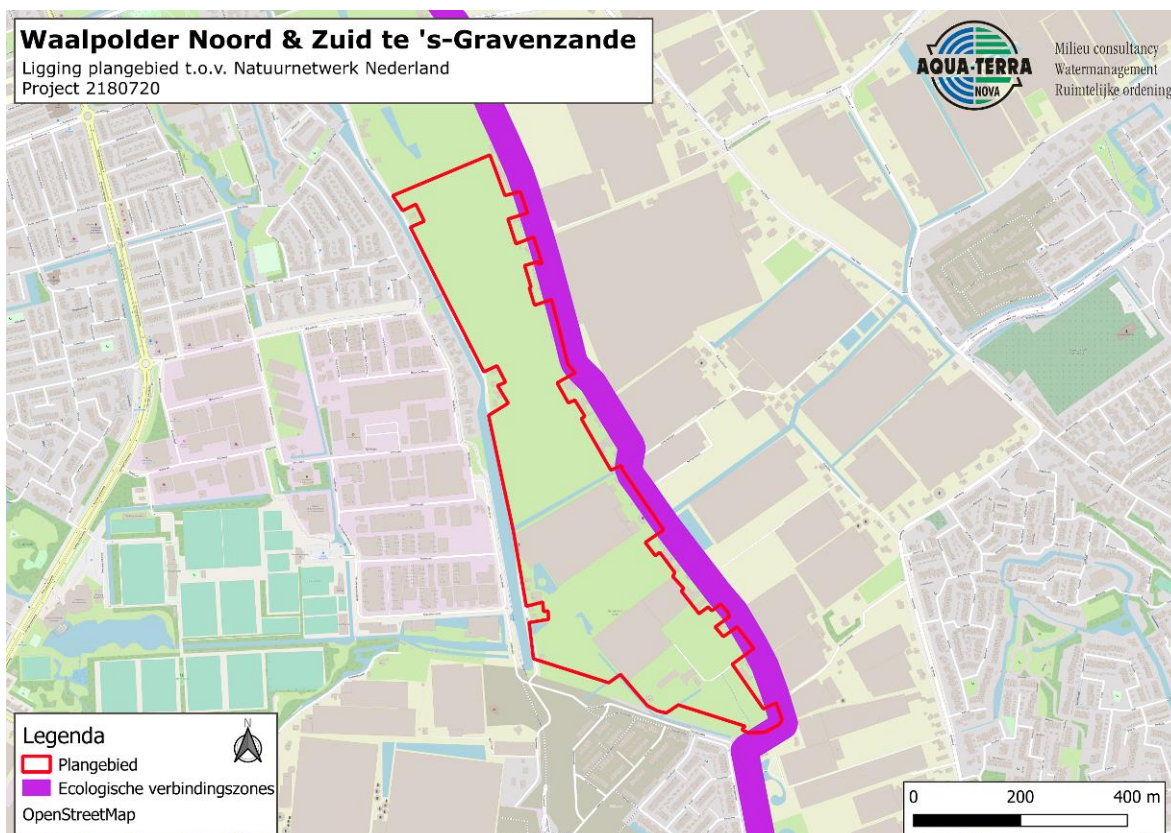 Waalpolder Noord & Zuid te 's-Gravenzande
Ligging plangebied t.o.v. Natuurnetwerk Nederland
Project 2180720
AQUA-TERRA
NOVA
Milieu consultancy
Watermanagement
Ruimtelijke ordening
Legenda
N
Plangebied
Ecologische verbindingszones
OpenStreetMap
0 200 400 m